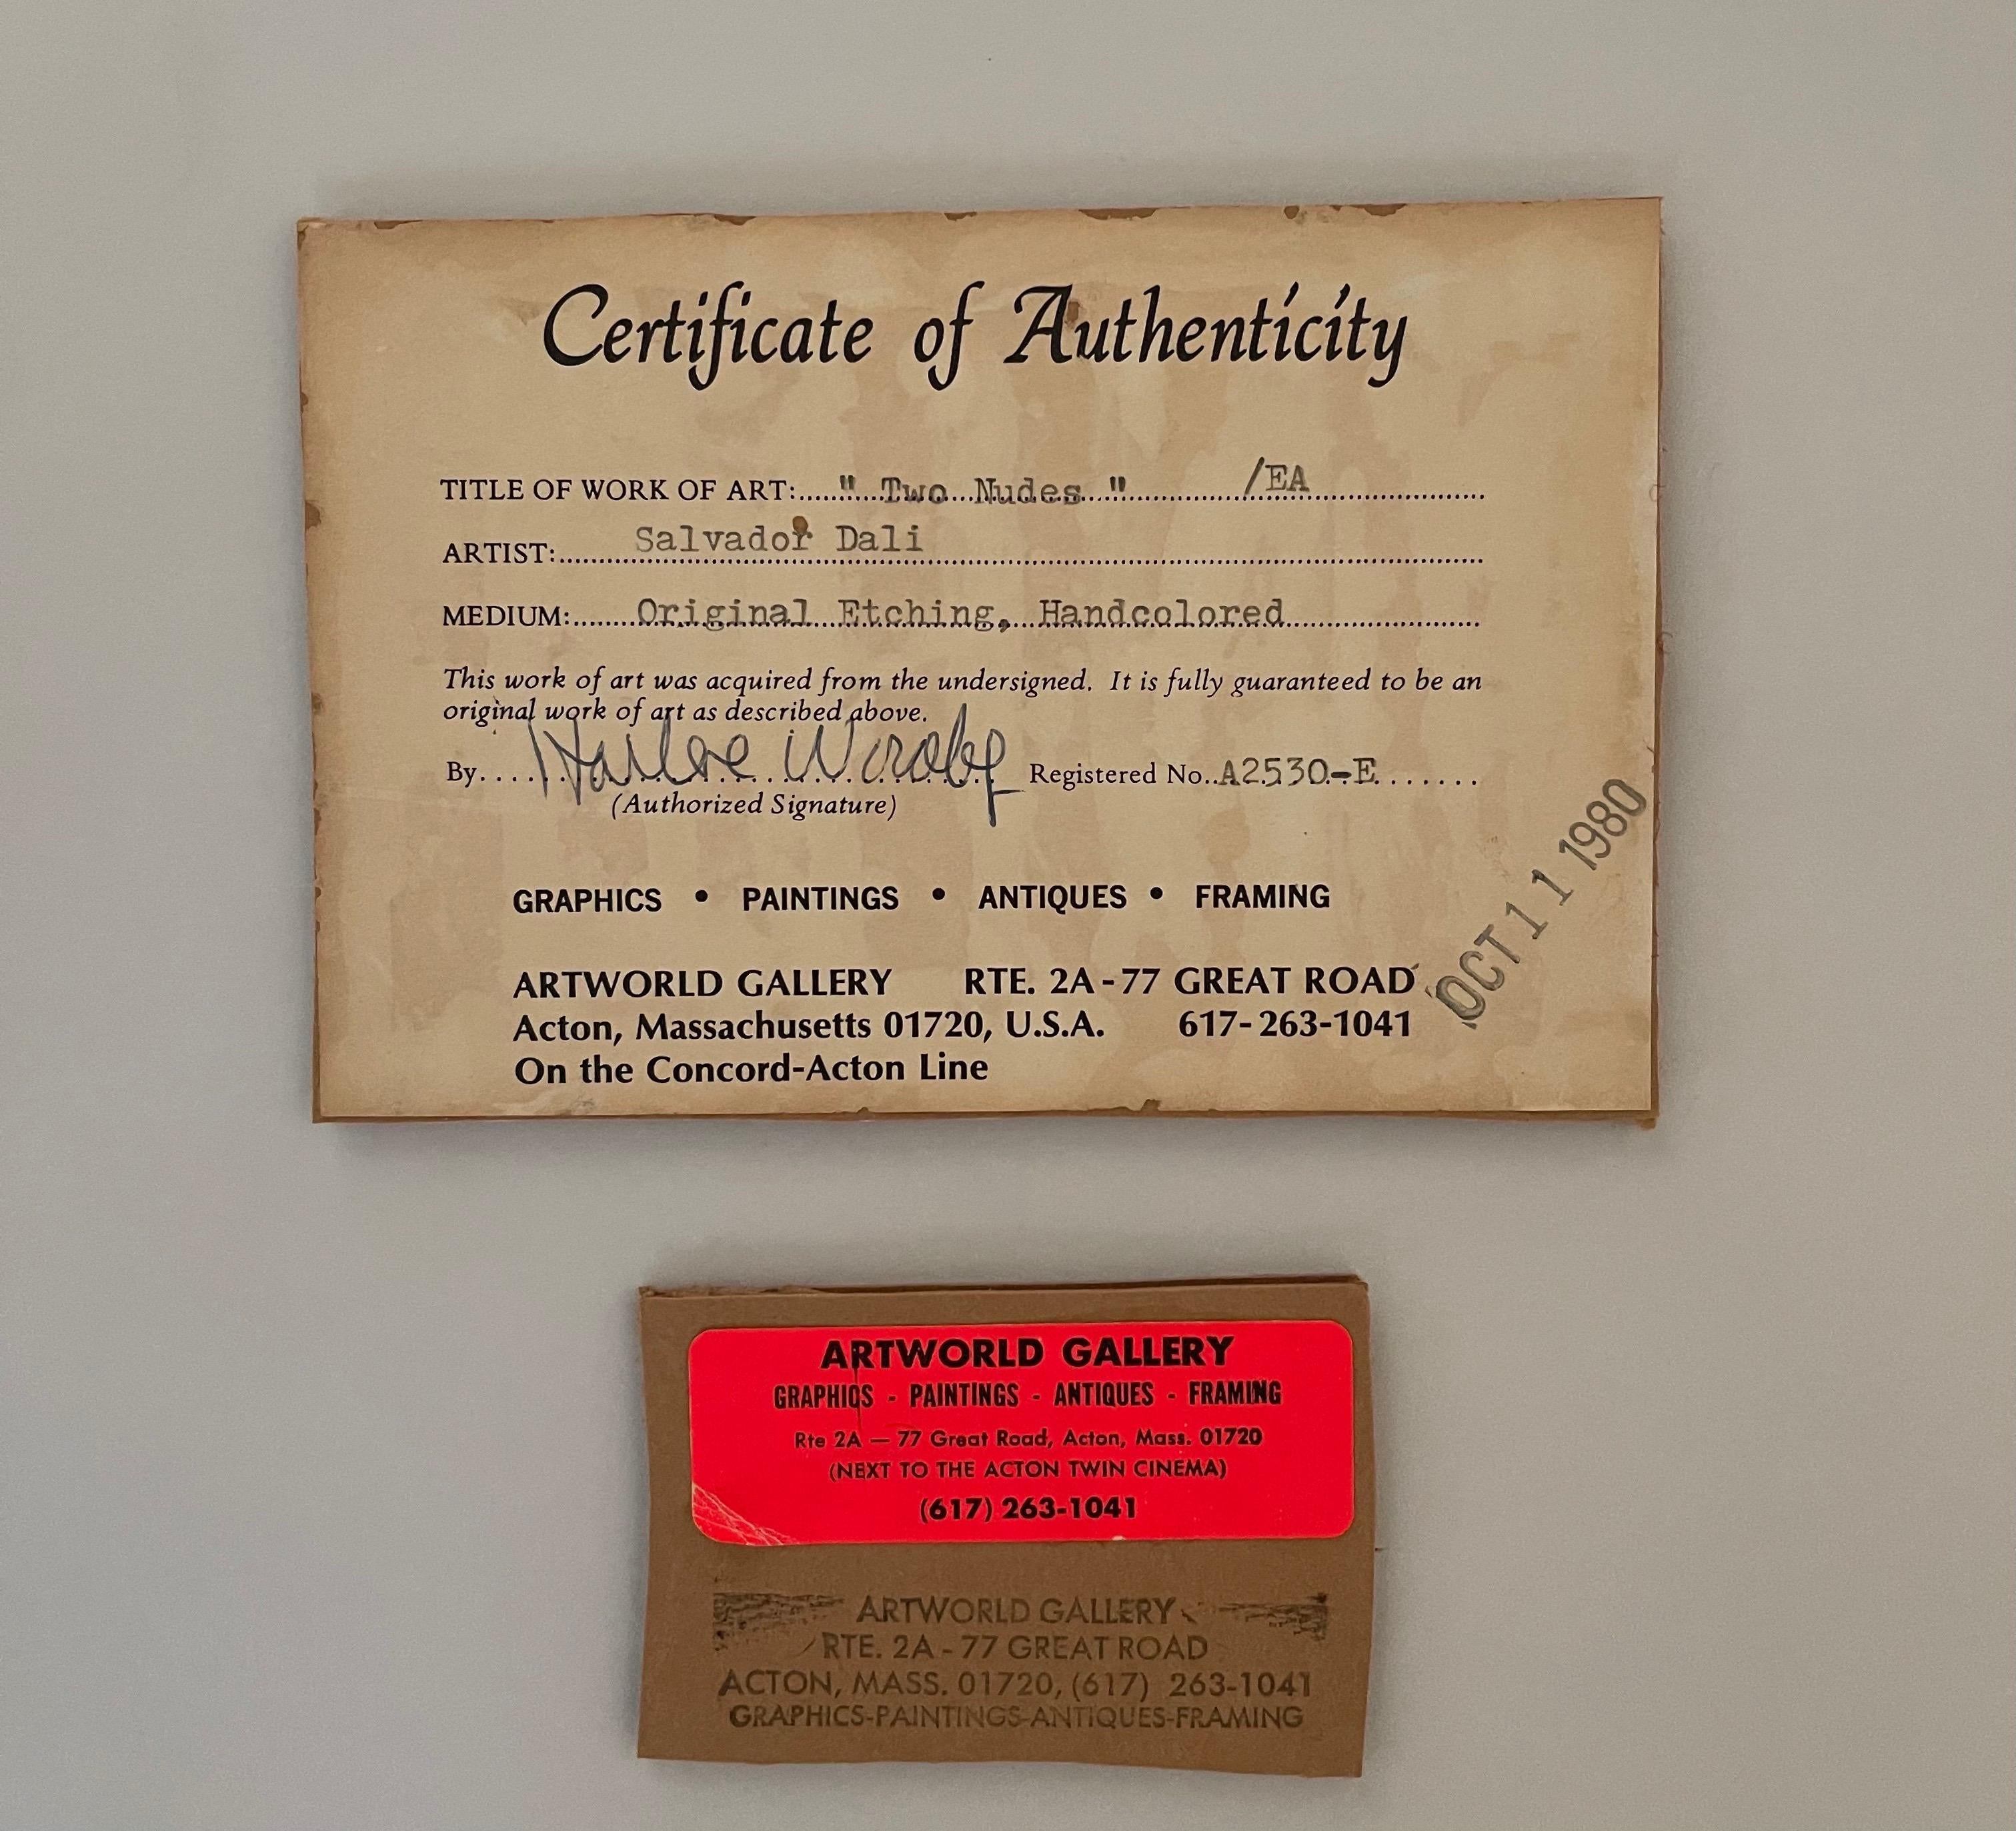 Certificate of Authenticity
TITLE OF WORK OF ART:....." Two Nudes " /EA
ARTIST: Salvador Dali
MEDIUM: Original Etching, Handcolored
This work of art was acquired from the undersigned. It is fully guaranteed to be an
original work of art as described above.
By.... Registered No..A2530-E.......
(Authorized Signature)
OCT 11 1980
GRAPHICS • PAINTINGS • ANTIQUES • FRAMING
ARTWORLD GALLERY RTE. 2A-77 GREAT ROAD
Acton, Massachusetts 01720, U.S.A. 617-263-1041
On the Concord-Acton Line
ARTWORLD GALLERY
GRAPHICS - PAINTINGS - ANTIQUES - FRAMING
Rte 2A — 77 Great Road, Acton, Mass. 01720
(NEXT TO THE ACTON TWIN CINEMA)
(617) 263-1041
ARTWORLD GALLERY
RTE. 2A-77 GREAT ROAD
ACTON, MASS. 01720, (617) 263-1041
GRAPHICS-PAINTINGS-ANTIQUES-FRAMING